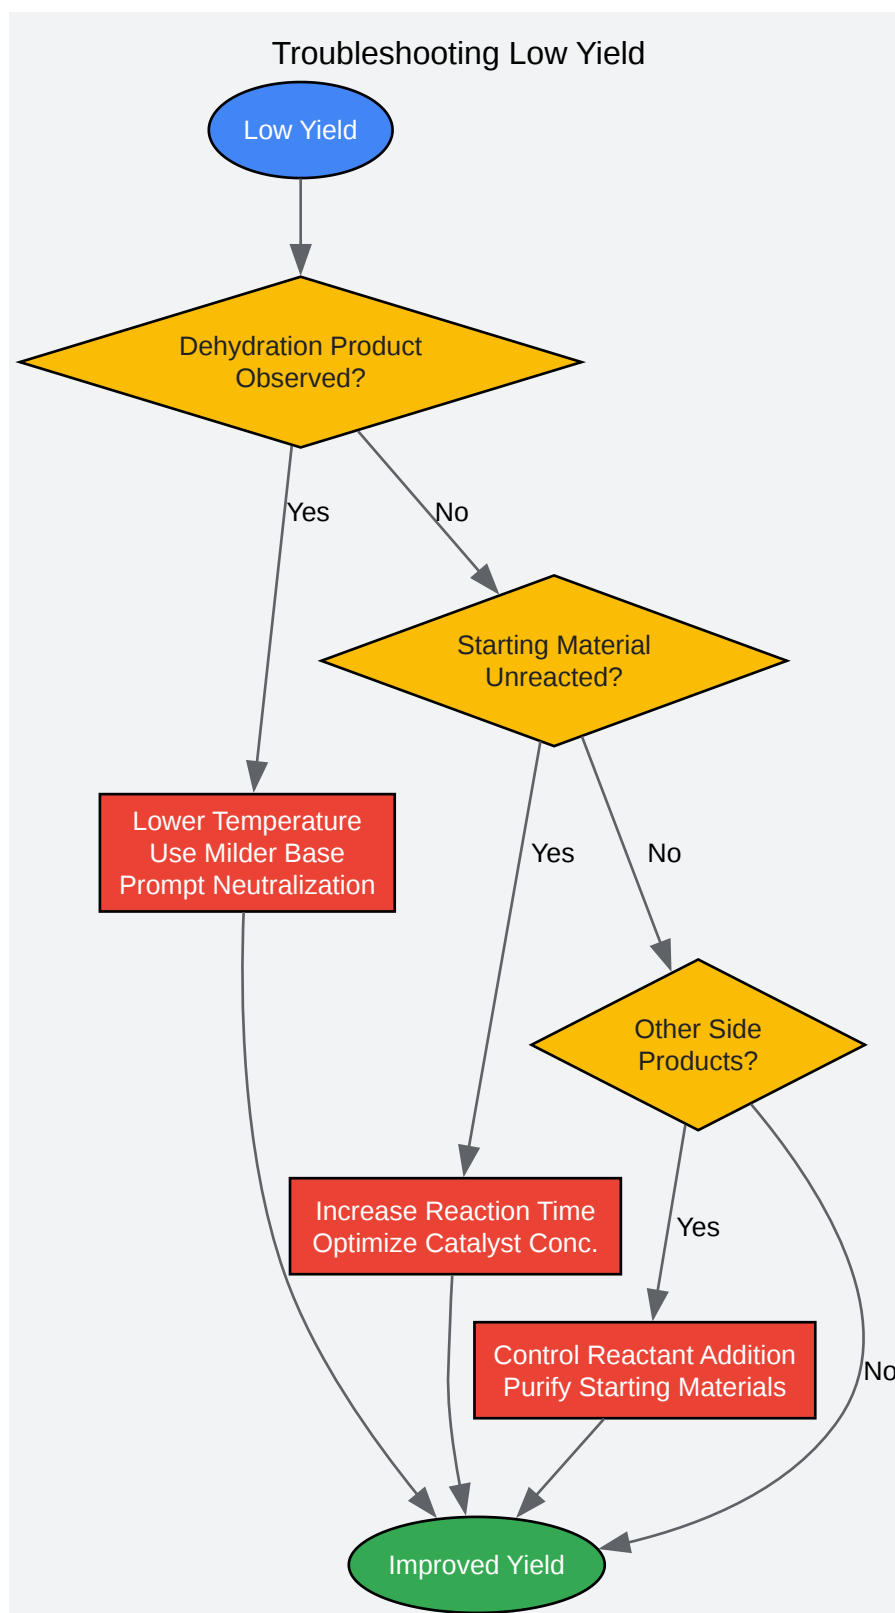 Troubleshooting Low Yield
Low Yield
Dehydration Product
Observed?
Yes
No
Starting Material
Unreacted?
Lower Temperature
Use Milder Base
Prompt Neutralization
Yes
No
Other Side
Products?
Increase Reaction Time
Optimize Catalyst Conc.
Yes
Control Reactant Addition
Purify Starting Materials
No
Improved Yield